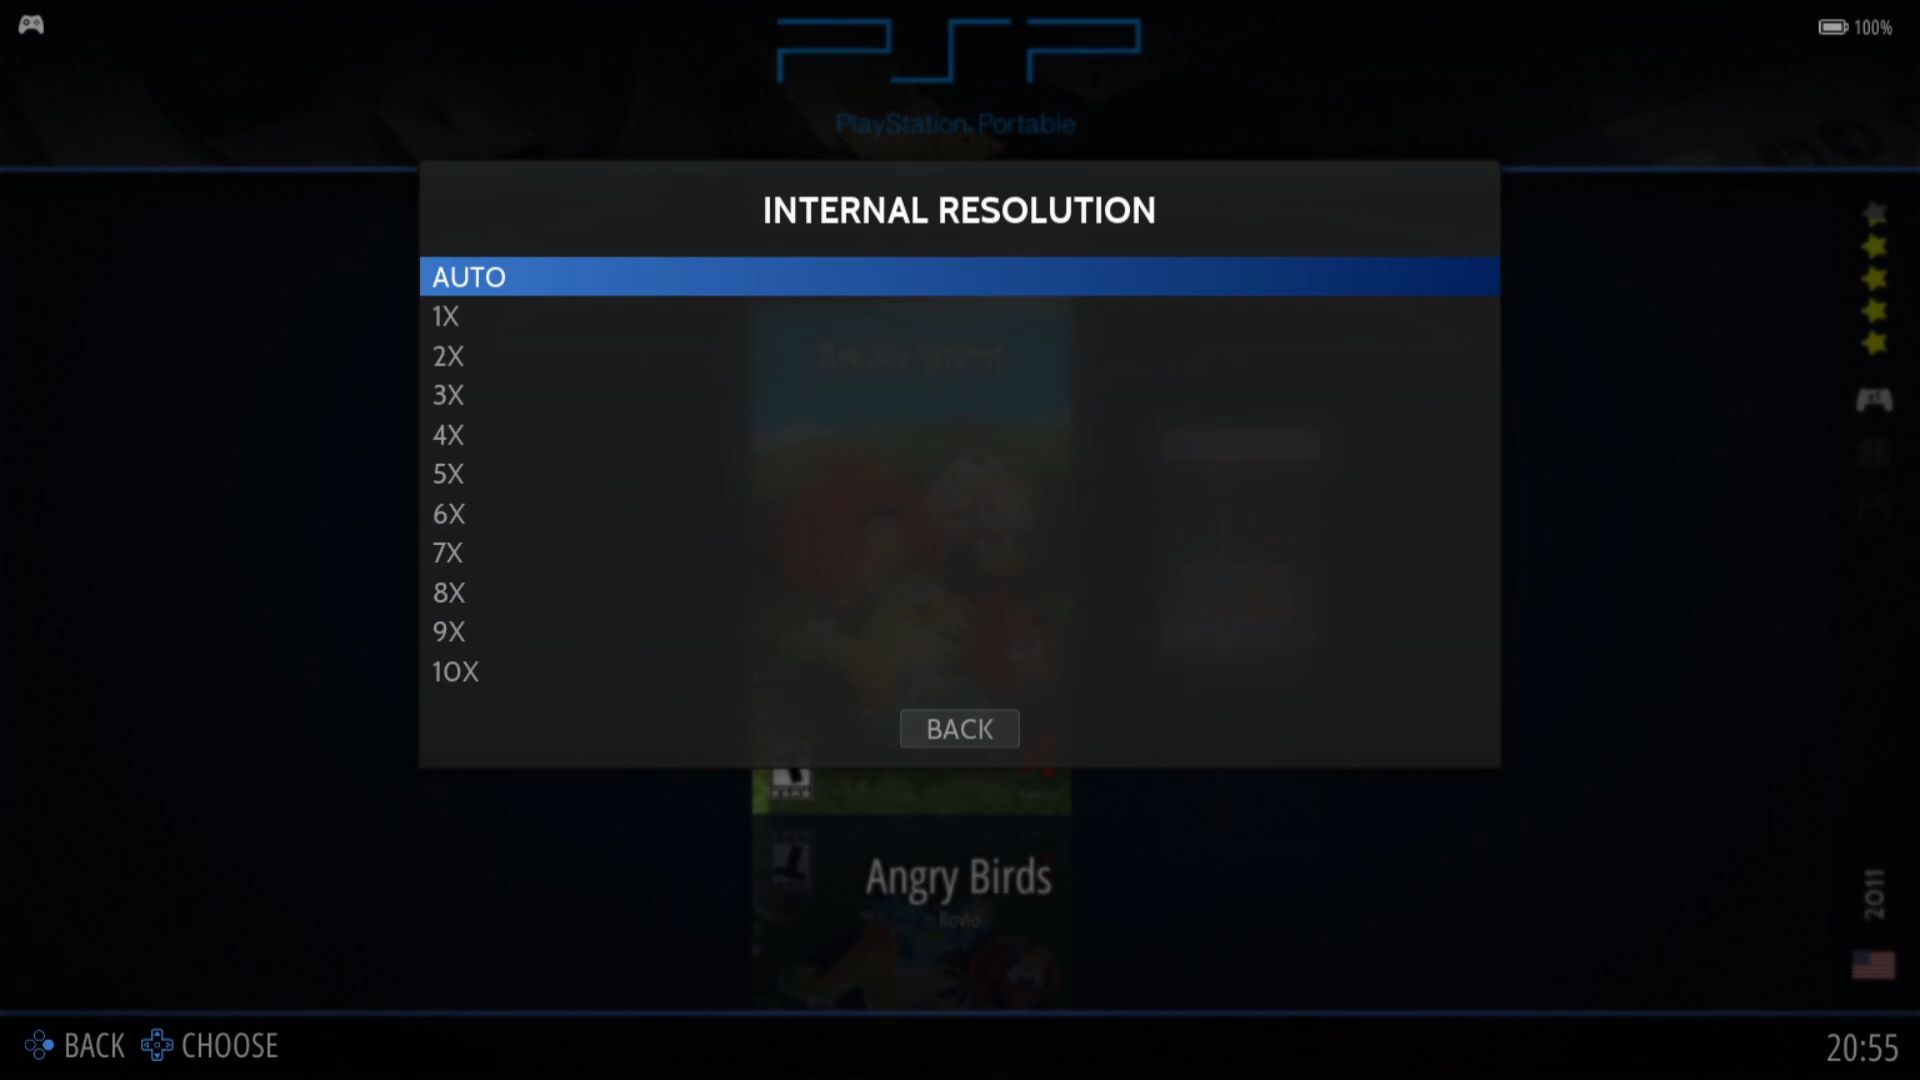 PSP
100%
PlayStation Portable
INTERNAL RESOLUTION
AUTO
1X
2X
3X
4X
5X
6X
7X
8X
9X
10X
BACK
Angry Birds
Rovio
2011
BACK CHOOSE
20:55